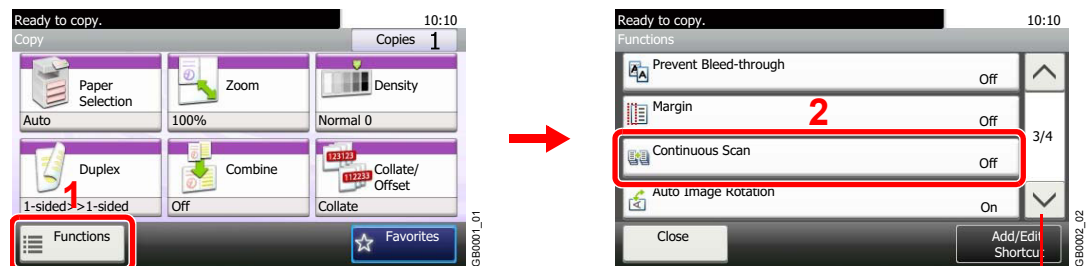 Ready to copy. 10:10
Copy Copies 1
Paper
Selection
Auto
Zoom
100%
Density
Normal 0
Duplex
1
1-sided>>1-sided
Combine
Off
123123
112233
Collate/
Offset
Collate
Functions
Favorites
GB0001_01
Ready to copy. 10:10
Functions
Prevent Bleed-through
Off
Margin
2
Off
Continuous Scan
Off
3/4
Auto Image Rotation
On
Close
Add/Edit
Shortcut
GB0002_02